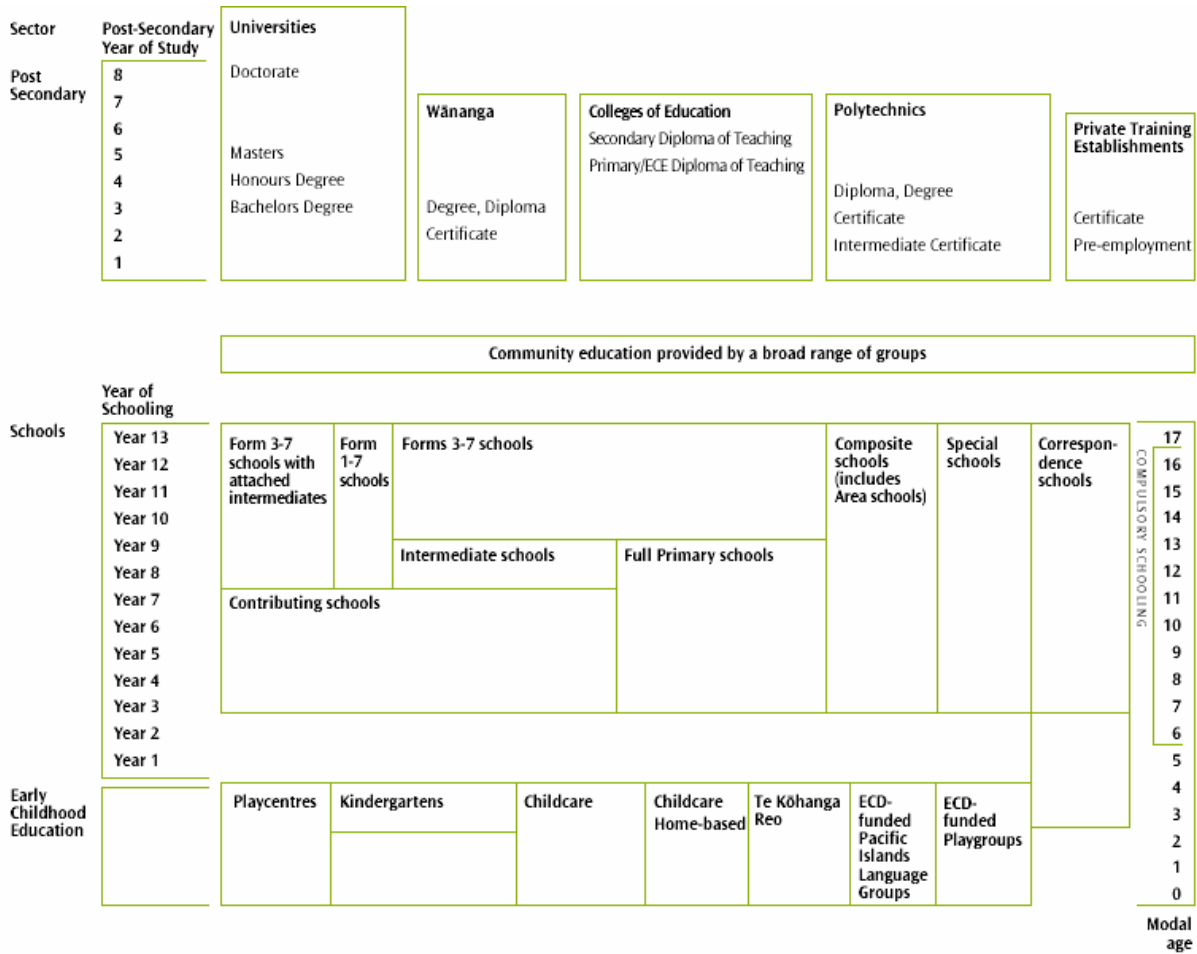 Sector
Post-Secondary
Year of Study
Post
Secondary
8
7
6
5
4
3
2
1
Universities
Doctorate
Masters
Honours Degree
Bachelors Degree
Wānanga
Degree, Diploma
Certificate
Colleges of Education
Secondary Diploma of Teaching
Primary/ECE Diploma of Teaching
Polytechnics
Diploma, Degree
Certificate
Intermediate Certificate
Private Training
Establishments
Certificate
Pre-employment
Community education provided by a broad range of groups
Year of
Schooling
Schools
Year 13
Year 12
Year 11
Year 10
Year 9
Year 8
Year 7
Year 6
Year 5
Year 4
Year 3
Year 2
Year 1
Form 3-7
schools with
attached
intermediates
Form
1-7
schools
Forms 3-7 schools
Intermediate schools
Full Primary schools
Contributing schools
Composite
schools
(includes
Area schools)
Special
schools
Correspon-
dence
schools
COMPULSORY SCHOOLING
17
16
15
14
13
12
11
10
9
8
7
6
5
4
3
2
1
0
Modal
age
Early
Childhood
Education
Playcentres
Kindergartens
Childcare
Childcare
Home-based
Te Kōhanga
Reo
ECD-
funded
Pacific
Islands
Language
Groups
ECD-
funded
Playgroups